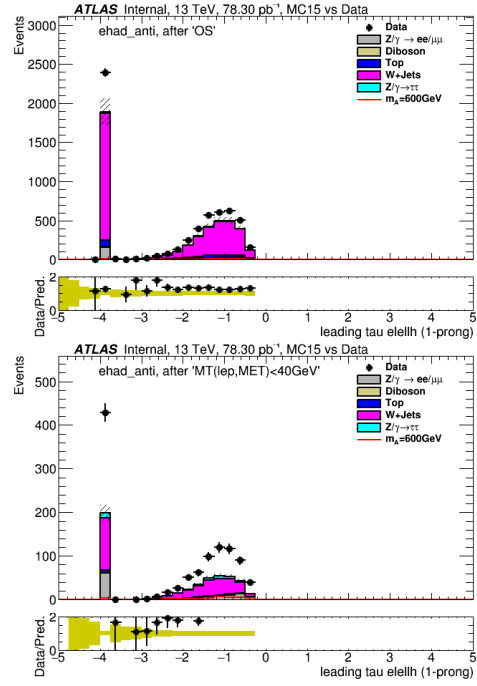 ATLAS Internal, 13 TeV, 78.30 pb⁻¹, MC15 vs Data
Events
ehad_anti, after 'OS'
Data
Z/γ → ee/μμ
Diboson
Top
W+Jets
Z/γ→ττ
m_A=600GeV
3000
2500
2000
1500
1000
500
0
Data/Pred.
2
1
0
−5 −4 −3 −2 −1 0 1 2 3 4 5
leading tau elellh (1-prong)
ATLAS Internal, 13 TeV, 78.30 pb⁻¹, MC15 vs Data
Events
ehad_anti, after 'MT(lep,MET)<40GeV'
Data
Z/γ → ee/μμ
Diboson
Top
W+Jets
Z/γ→ττ
m_A=600GeV
500
400
300
200
100
0
Data/Pred.
2
1
0
−5 −4 −3 −2 −1 0 1 2 3 4 5
leading tau elellh (1-prong)